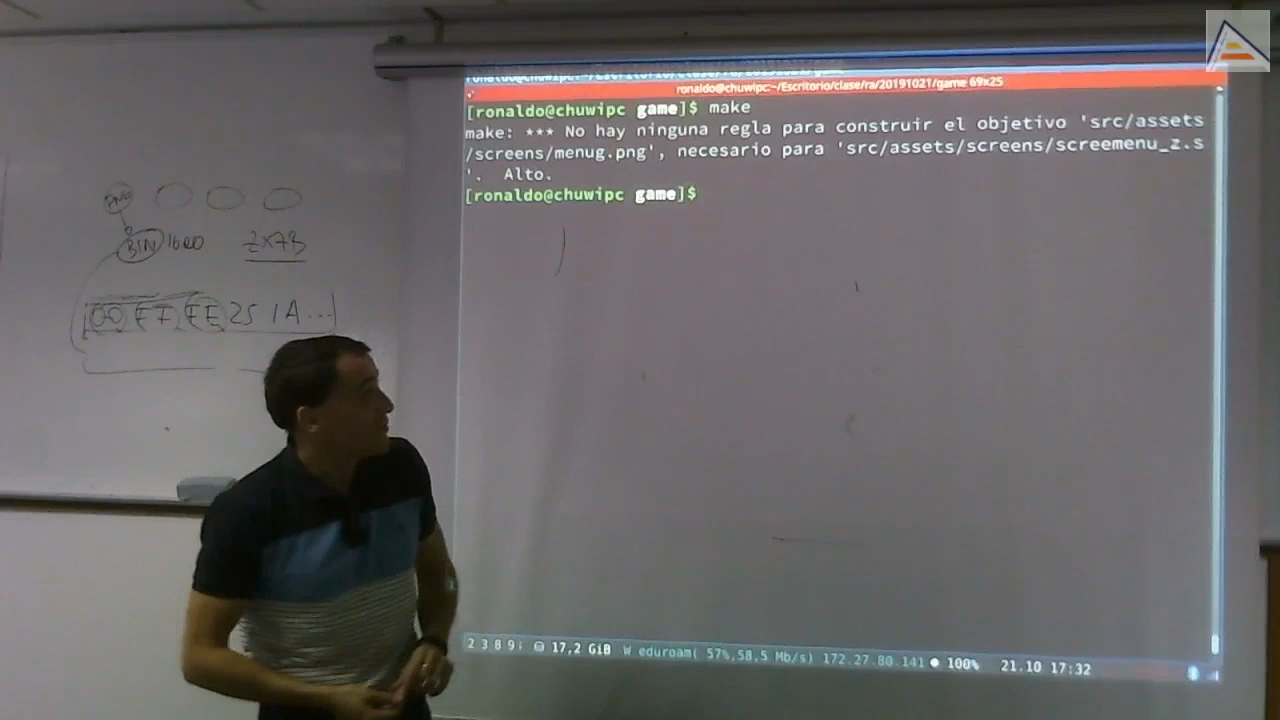 ronaldo@chuwipc:~/Escritorio/clase/ra/20191021/game 69x25
[ronaldo@chuwipc game]$ make
make: *** No hay ninguna regla para construir el objetivo 'src/assets
/screens/menug.png', necesario para 'src/assets/screens/screemenu_z.s
'.  Alto.
[ronaldo@chuwipc game]$
PNG
BIN 1600 ZX7B
00 F7 FE 25 1A...
2 3 8 9: 17,2 GiB W eduroam( 57%,58,5 Mb/s) 172.27.80.141 100% 21.10 17:32